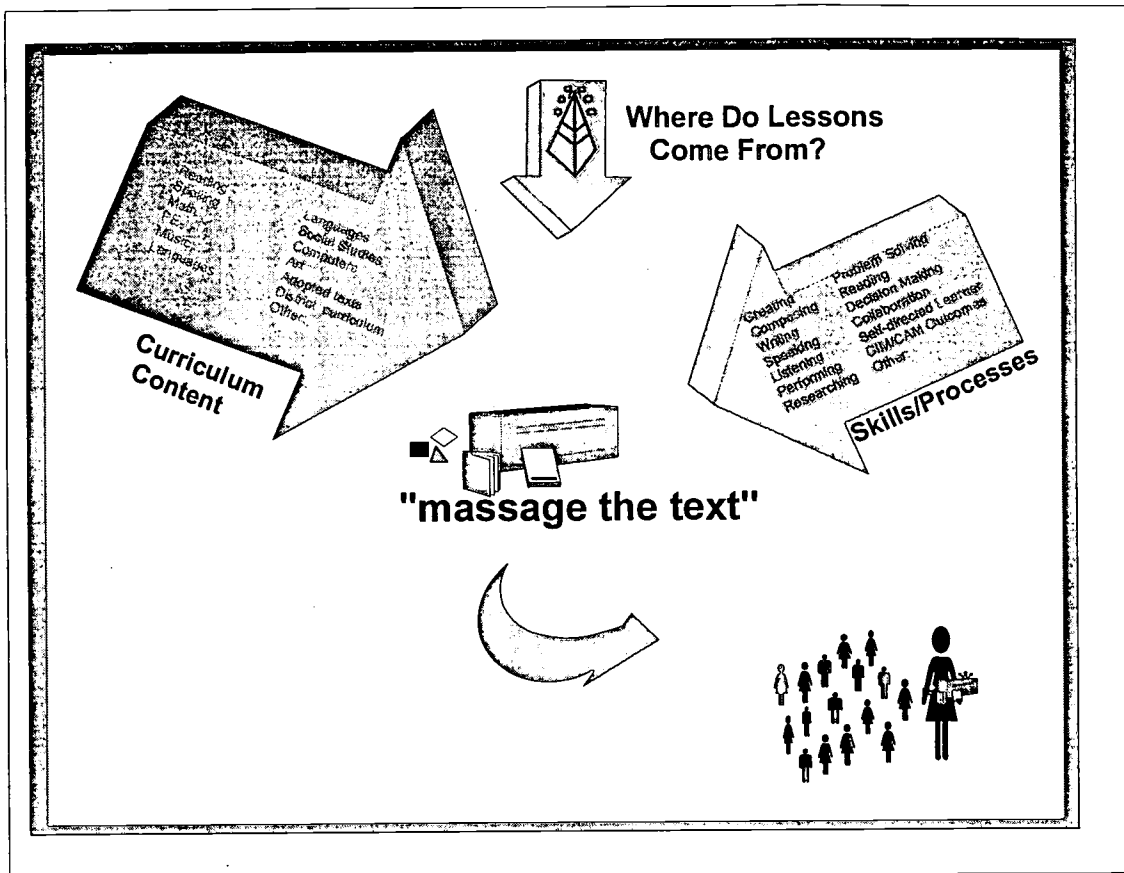 Where Do Lessons
Come From?
Reading
Spelling
Math
P.E.
Music
Languages
Languages
Social Studies
Computers
Art
Adopted texts
District curriculum
Other...
Curriculum
Content
Creating
Composing
Writing
Speaking
Listening
Performing
Researching
Problem Solving
Reading
Decision Making
Collaboration
Self-directed Learner
CIM/CAM Outcomes
Other
Skills/Processes
"massage the text"